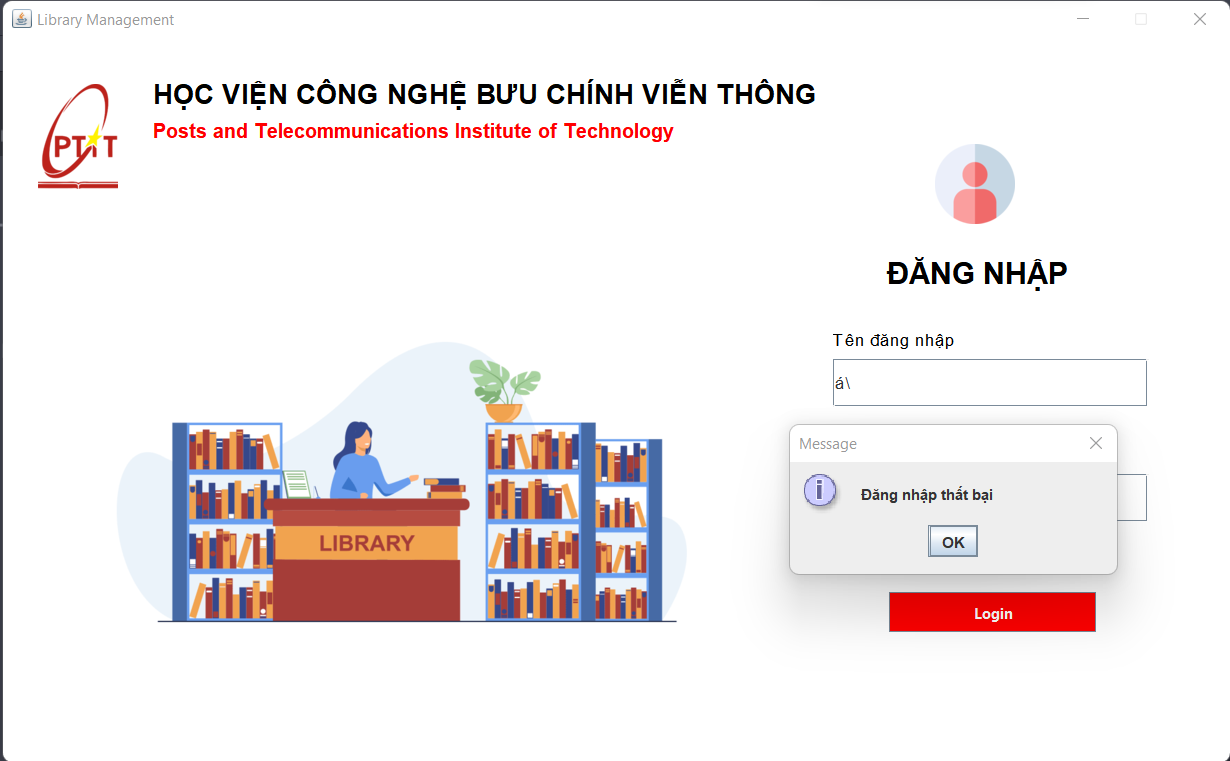 Library Management
HỌC VIỆN CÔNG NGHỆ BƯU CHÍNH VIỄN THÔNG
Posts and Telecommunications Institute of Technology
PTIT
ĐĂNG NHẬP
Tên đăng nhập
á\
Message
Đăng nhập thất bại
OK
LIBRARY
Login